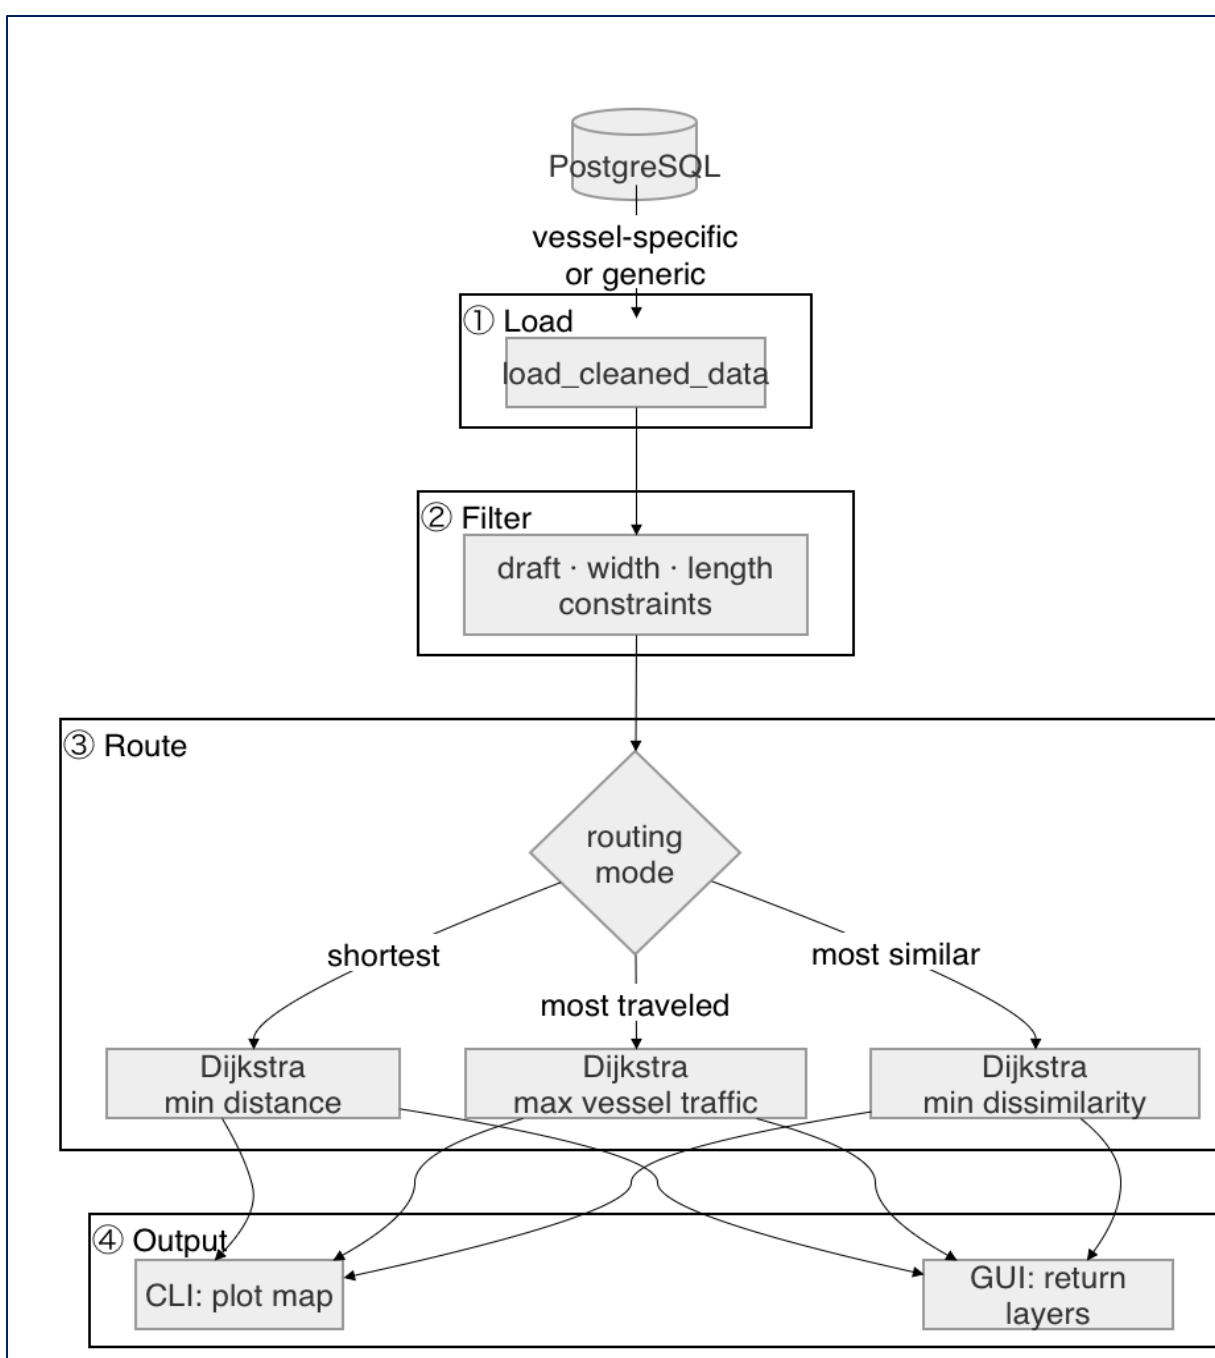 PostgreSQL
vessel-specific
or generic
① Load
load_cleaned_data
② Filter
draft · width · length
constraints
③ Route
routing
mode
shortest
most similar
most traveled
Dijkstra
min distance
Dijkstra
max vessel traffic
Dijkstra
min dissimilarity
④ Output
CLI: plot map
GUI: return
layers